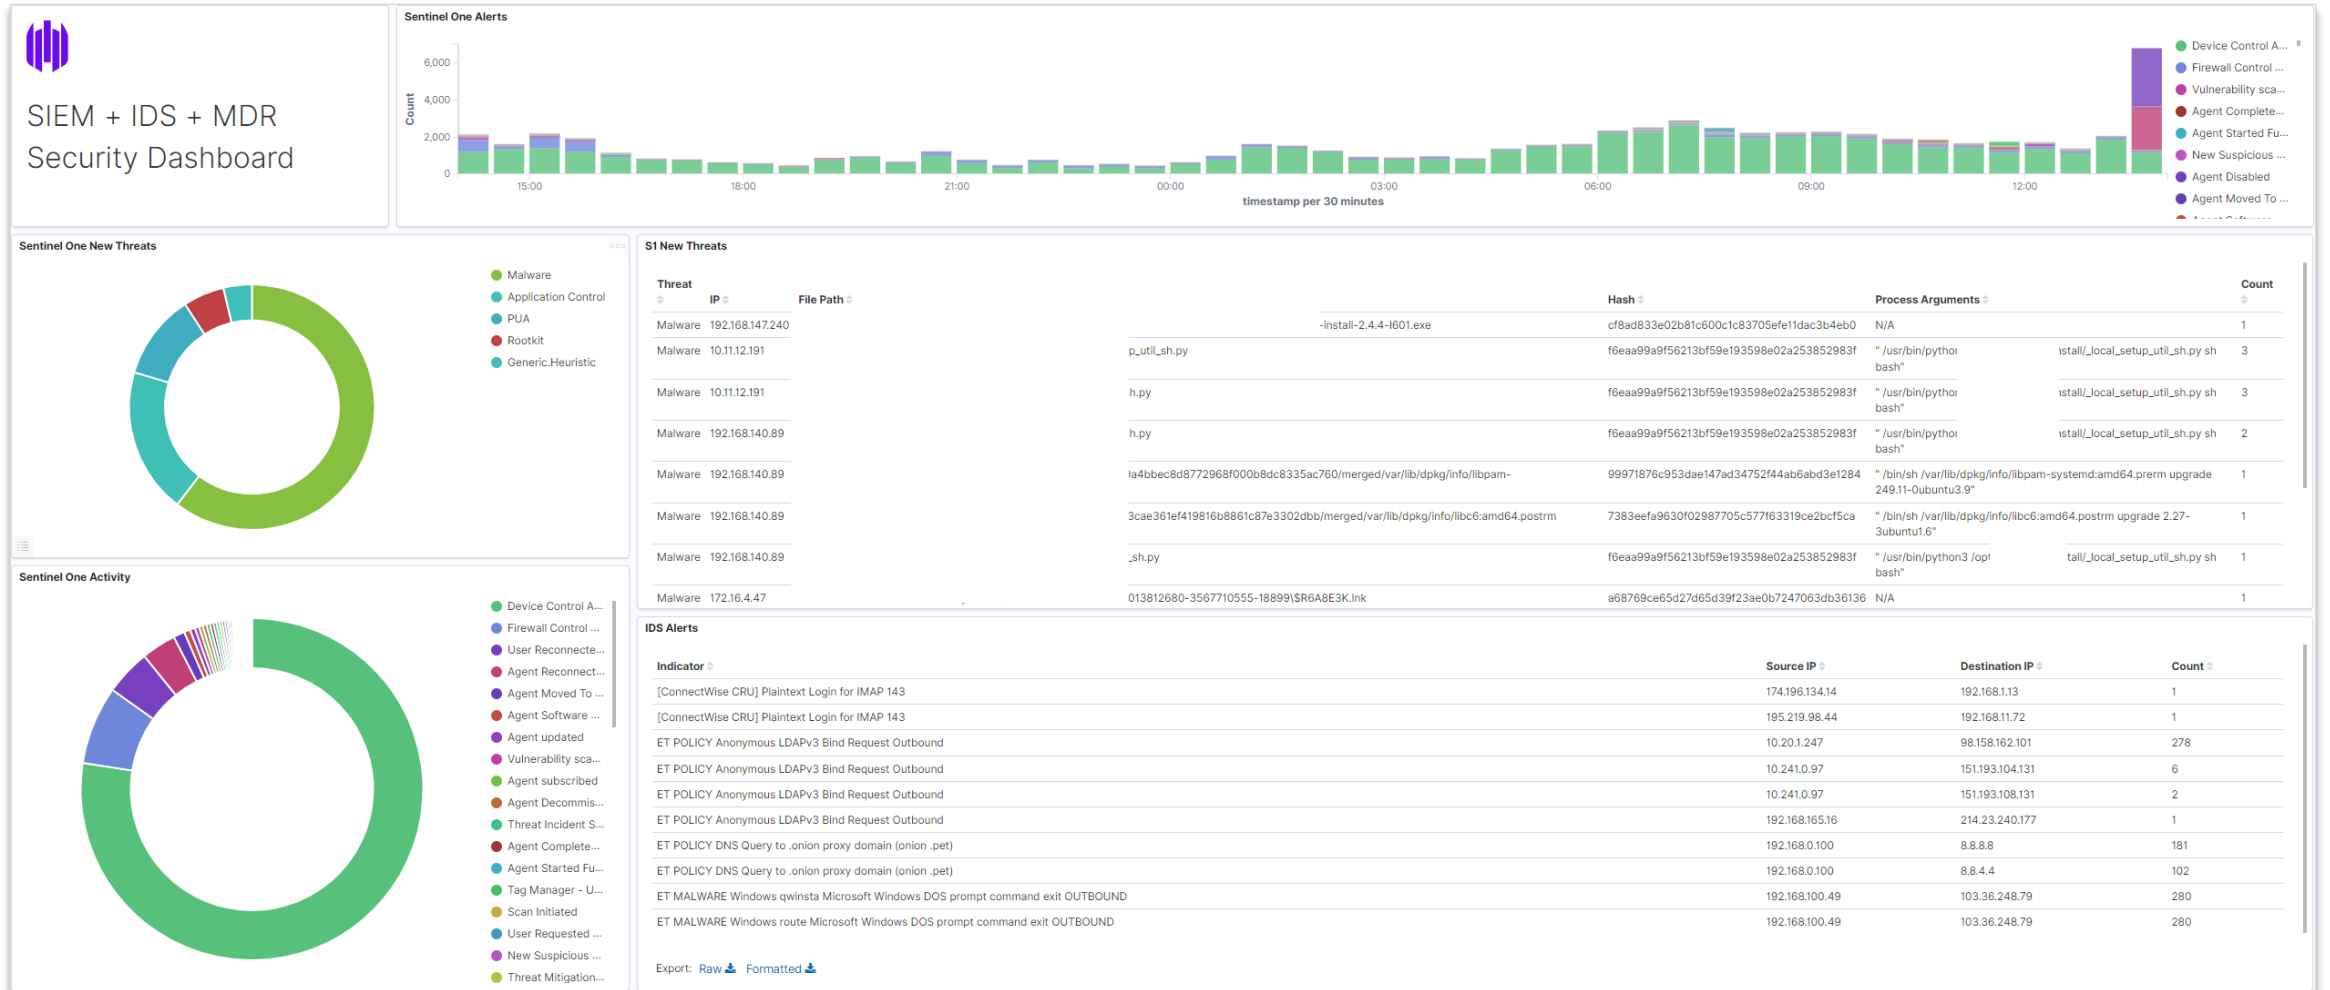 SIEM + IDS + MDR
Security Dashboard
Sentinel One Alerts
Count
6,000
4,000
2,000
0
15:00 18:00 21:00 00:00 03:00 06:00 09:00 12:00
timestamp per 30 minutes
Device Control A...
Firewall Control ...
Vulnerability sca...
Agent Complete...
Agent Started Fu...
New Suspicious ...
Agent Disabled
Agent Moved To ...
Sentinel One New Threats
Malware
Application Control
PUA
Rootkit
Generic.Heuristic
S1 New Threats
Threat IP File Path Hash Process Arguments Count
Malware 192.168.147.240 -install-2.4.4-I601.exe cf8ad833e02b81c600c1c83705efe11dac3b4eb0 N/A 1
Malware 10.11.12.191 p_util_sh.py f6eaa99a9f56213bf59e193598e02a253852983f " /usr/bin/python nstall/_local_setup_util_sh.py sh 3
bash"
Malware 10.11.12.191 h.py f6eaa99a9f56213bf59e193598e02a253852983f " /usr/bin/python istall/_local_setup_util_sh.py sh 3
bash"
Malware 192.168.140.89 h.py f6eaa99a9f56213bf59e193598e02a253852983f " /usr/bin/python istall/_local_setup_util_sh.py sh 2
bash"
Malware 192.168.140.89 a4bbec8d8772968f000b8dc8335ac760/merged/var/lib/dpkg/info/libpam- 99971876c953dae147ad34752f44ab6abd3e1284 " /bin/sh /var/lib/dpkg/info/libpam-systemd:amd64.prerm upgrade 1
249.11-0ubuntu3.9"
Malware 192.168.140.89 3cae361ef419816b8861c87e3302dbb/merged/var/lib/dpkg/info/libc6:amd64.postrm 7383eefa9630f02987705c577f63319ce2bcf5ca " /bin/sh /var/lib/dpkg/info/libc6:amd64.postrm upgrade 2.27- 1
3ubuntu1.6"
Malware 192.168.140.89 _sh.py f6eaa99a9f56213bf59e193598e02a253852983f " /usr/bin/python3 /opt tall/_local_setup_util_sh.py sh 1
bash"
Malware 172.16.4.47 013812680-3567710555-18899\$R6A8E3K.lnk a68769ce65d27d65d39f23ae0b7247063db36136 N/A 1
Sentinel One Activity
Device Control A...
Firewall Control ...
User Reconnecte...
Agent Reconnect...
Agent Moved To ...
Agent Software ...
Agent updated
Vulnerability sca...
Agent subscribed
Agent Decommis...
Threat Incident S...
Agent Complete...
Agent Started Fu...
Tag Manager - U...
Scan Initiated
User Requested ...
New Suspicious ...
Threat Mitigation...
IDS Alerts
Indicator Source IP Destination IP Count
[ConnectWise CRU] Plaintext Login for IMAP 143 174.196.134.14 192.168.1.13 1
[ConnectWise CRU] Plaintext Login for IMAP 143 195.219.98.44 192.168.11.72 1
ET POLICY Anonymous LDAPv3 Bind Request Outbound 10.20.1.247 98.158.162.101 278
ET POLICY Anonymous LDAPv3 Bind Request Outbound 10.241.0.97 151.193.104.131 6
ET POLICY Anonymous LDAPv3 Bind Request Outbound 10.241.0.97 151.193.108.131 2
ET POLICY Anonymous LDAPv3 Bind Request Outbound 192.168.165.16 214.23.240.177 1
ET POLICY DNS Query to .onion proxy domain (onion .pet) 192.168.0.100 8.8.8.8 181
ET POLICY DNS Query to .onion proxy domain (onion .pet) 192.168.0.100 8.8.4.4 102
ET MALWARE Windows qwinsta Microsoft Windows DOS prompt command exit OUTBOUND 192.168.100.49 103.36.248.79 280
ET MALWARE Windows route Microsoft Windows DOS prompt command exit OUTBOUND 192.168.100.49 103.36.248.79 280
Export: Raw Formatted